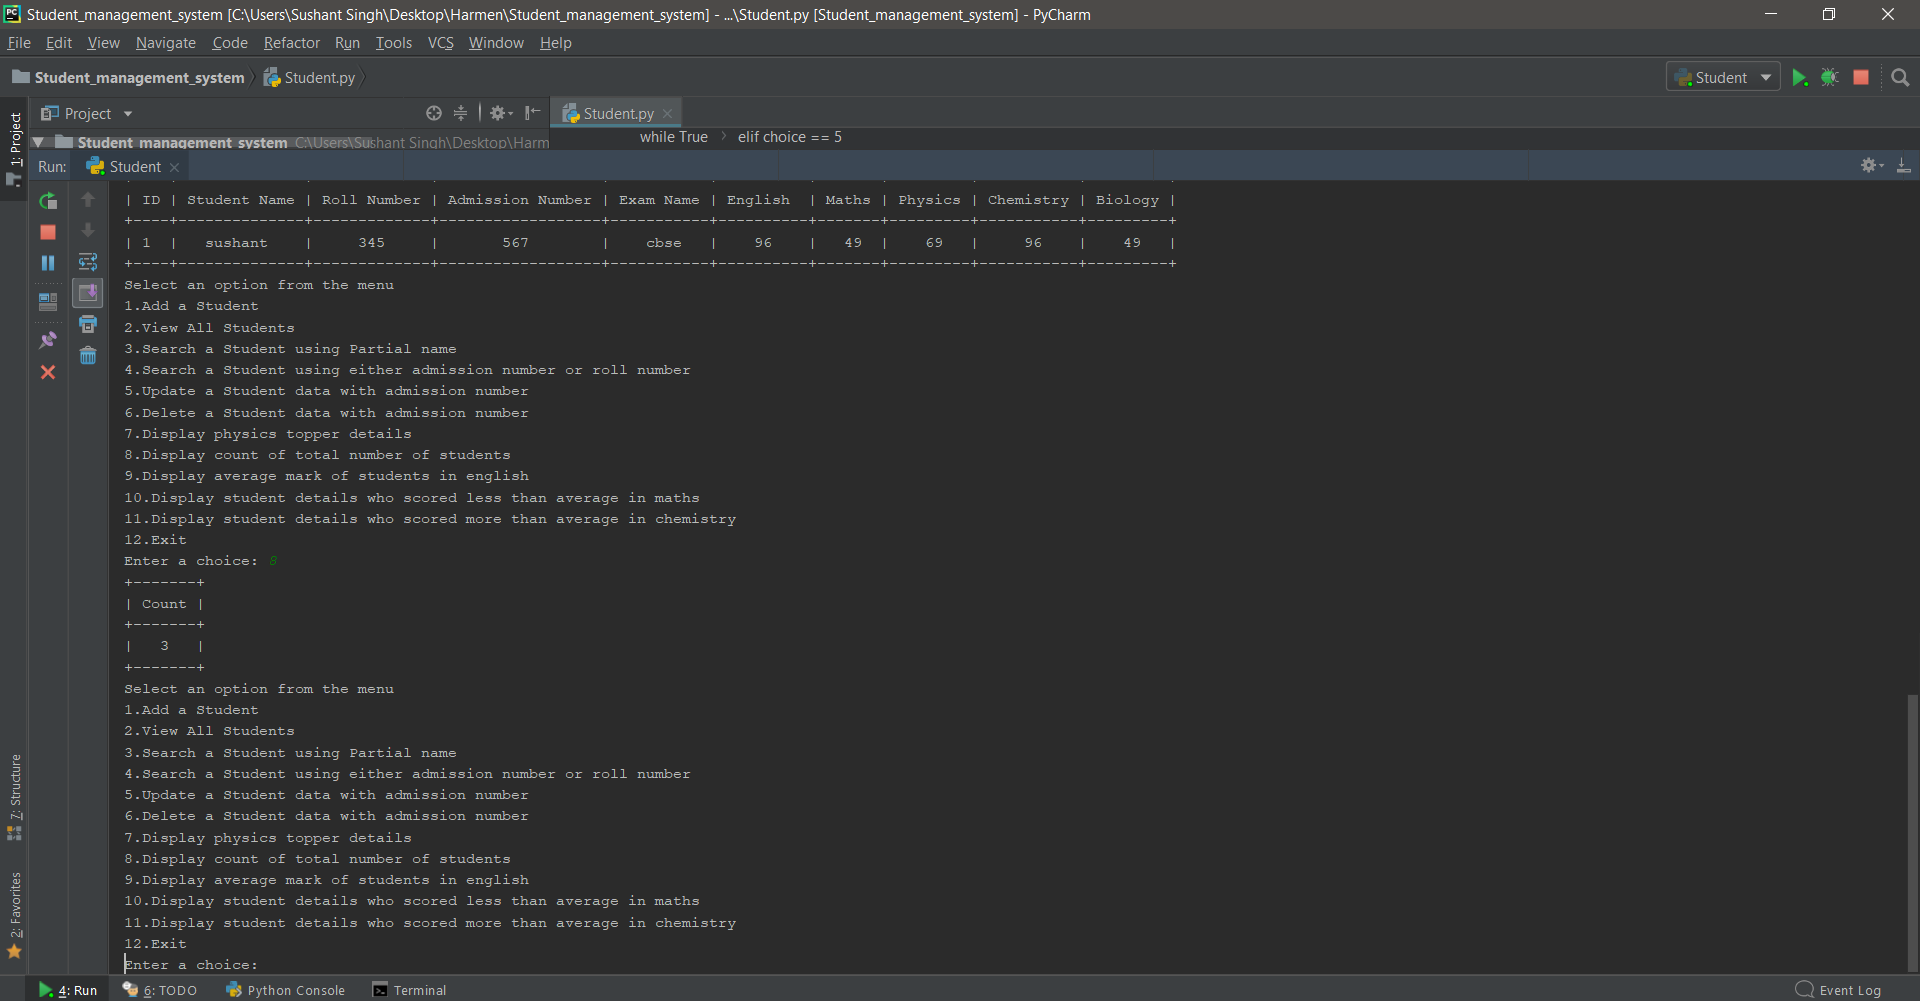 Student_management_system [C:\Users\Sushant Singh\Desktop\Harmen\Student_management_system] - ...\Student.py [Student_management_system] - PyCharm
File Edit View Navigate Code Refactor Run Tools VCS Window Help
Student_management_system Student.py Student
Project Student.py
1: Project
Student_management_system C:\Users\Sushant Singh\Desktop\Harm while True elif choice == 5
Run: Student
| ID | Student Name | Roll Number | Admission Number | Exam Name | English | Maths | Physics | Chemistry | Biology |
+----+--------------+-------------+------------------+-----------+----------+-------+---------+-----------+---------+
| 1 | sushant | 345 | 567 | cbse | 96 | 49 | 69 | 96 | 49 |
+----+--------------+-------------+------------------+-----------+----------+-------+---------+-----------+---------+
Select an option from the menu
1.Add a Student
2.View All Students
3.Search a Student using Partial name
4.Search a Student using either admission number or roll number
5.Update a Student data with admission number
6.Delete a Student data with admission number
7.Display physics topper details
8.Display count of total number of students
9.Display average mark of students in english
10.Display student details who scored less than average in maths
11.Display student details who scored more than average in chemistry
12.Exit
Enter a choice: 8
+-------+
| Count |
+-------+
| 3 |
+-------+
Select an option from the menu
1.Add a Student
2.View All Students
3.Search a Student using Partial name
4.Search a Student using either admission number or roll number
5.Update a Student data with admission number
6.Delete a Student data with admission number
7.Display physics topper details
8.Display count of total number of students
9.Display average mark of students in english
10.Display student details who scored less than average in maths
11.Display student details who scored more than average in chemistry
12.Exit
Enter a choice:
7: Structure
2: Favorites
4: Run 6: TODO Python Console Terminal Event Log